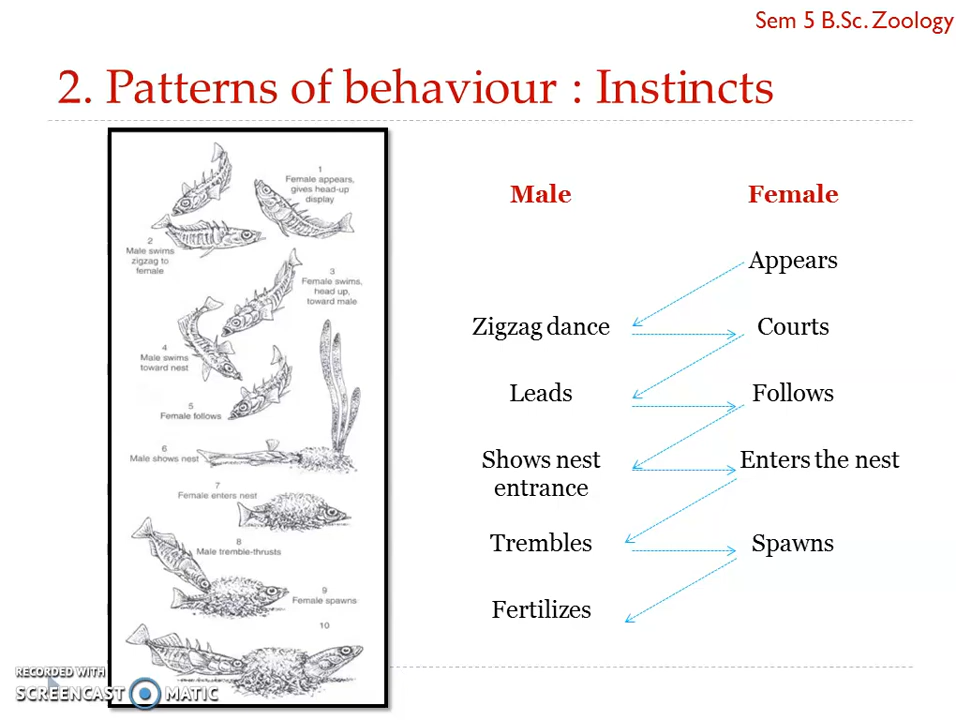 Sem 5 B.Sc. Zoology
2. Patterns of behaviour : Instincts
1
Female appears,
gives head-up
display
2
Male swims
zigzag to
female
3
Female swims,
head up,
toward male
4
Male swims
toward nest
5
Female follows
6
Male shows nest
7
Female enters nest
8
Male tremble-thrusts
9
Female spawns
10
Male Female
Appears
Zigzag dance Courts
Leads Follows
Shows nest Enters the nest
entrance
Trembles Spawns
Fertilizes
RECORDED WITH
SCREENCAST MATIC